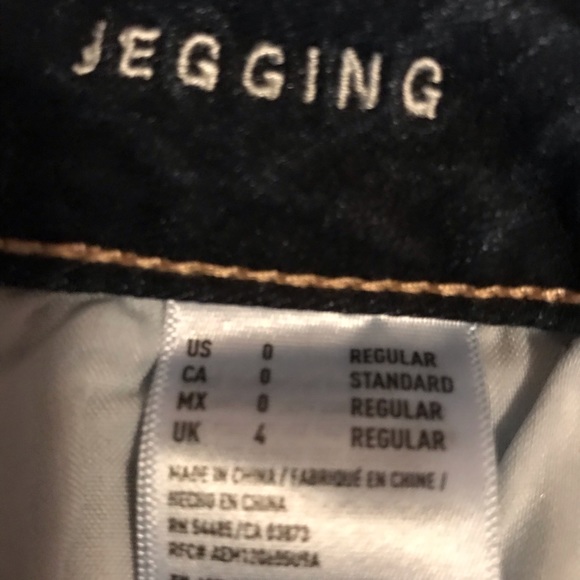 JEGGING
US 0 REGULAR
CA 0 STANDARD
MX 0 REGULAR
UK 4 REGULAR
MADE IN CHINA / FABRIQUÉ EN CHINE /
HECHO EN CHINA
RN 54485/CA 03873
RFC#